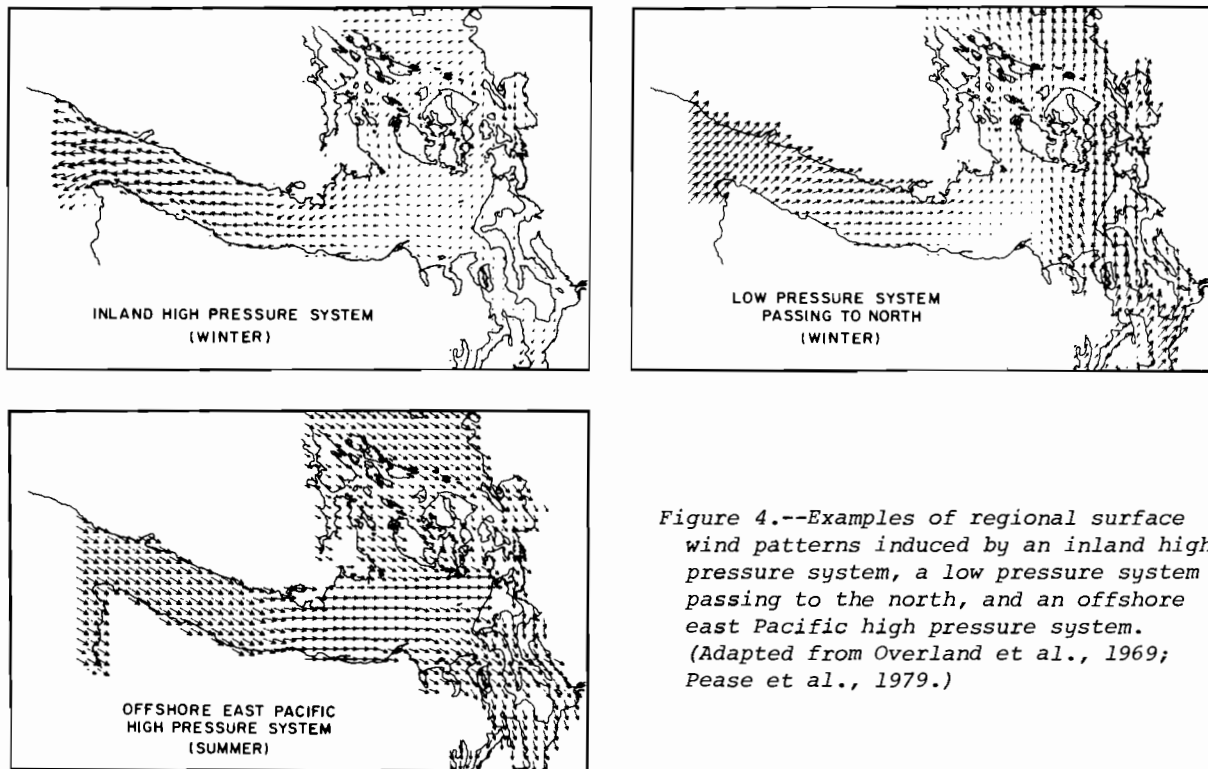 INLAND HIGH PRESSURE SYSTEM
(WINTER)
LOW PRESSURE SYSTEM
PASSING TO NORTH
(WINTER)
OFFSHORE EAST PACIFIC
HIGH PRESSURE SYSTEM
(SUMMER)
Figure 4.--Examples of regional surface
wind patterns induced by an inland high
pressure system, a low pressure system
passing to the north, and an offshore
east Pacific high pressure system.
(Adapted from Overland et al., 1969;
Pease et al., 1979.)